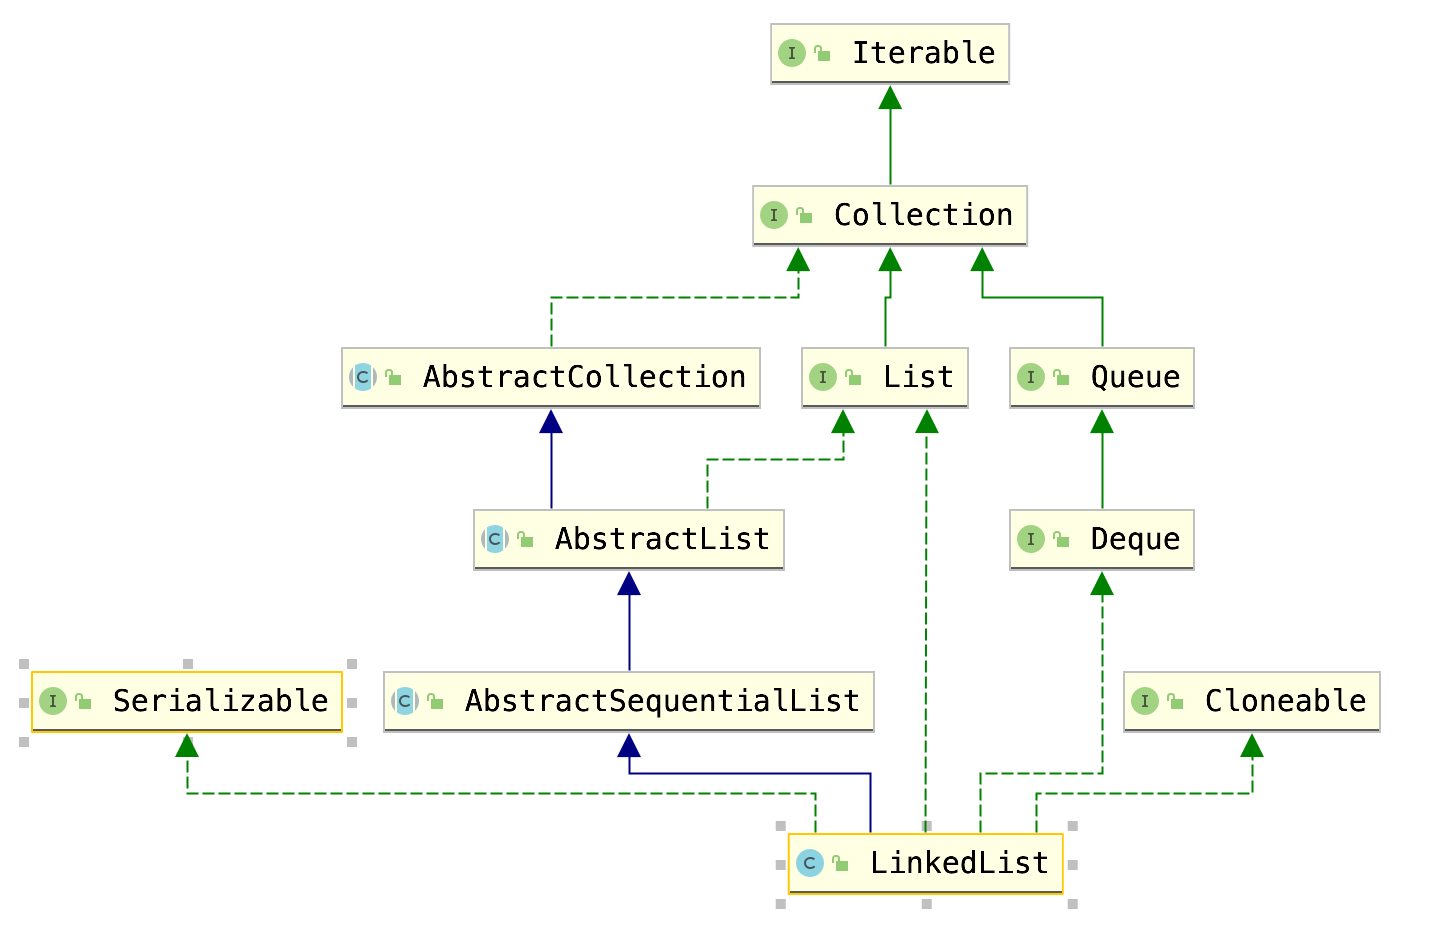 I Iterable
I Collection
C AbstractCollection
I List
I Queue
C AbstractList
I Deque
I Serializable
C AbstractSequentialList
I Cloneable
C LinkedList